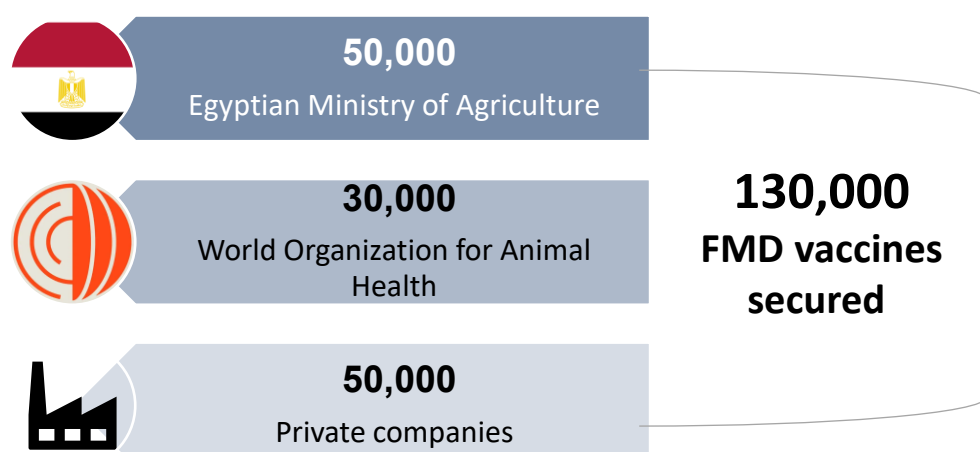 50,000
Egyptian Ministry of Agriculture
30,000
World Organization for Animal
Health
50,000
Private companies
130,000
FMD vaccines
secured